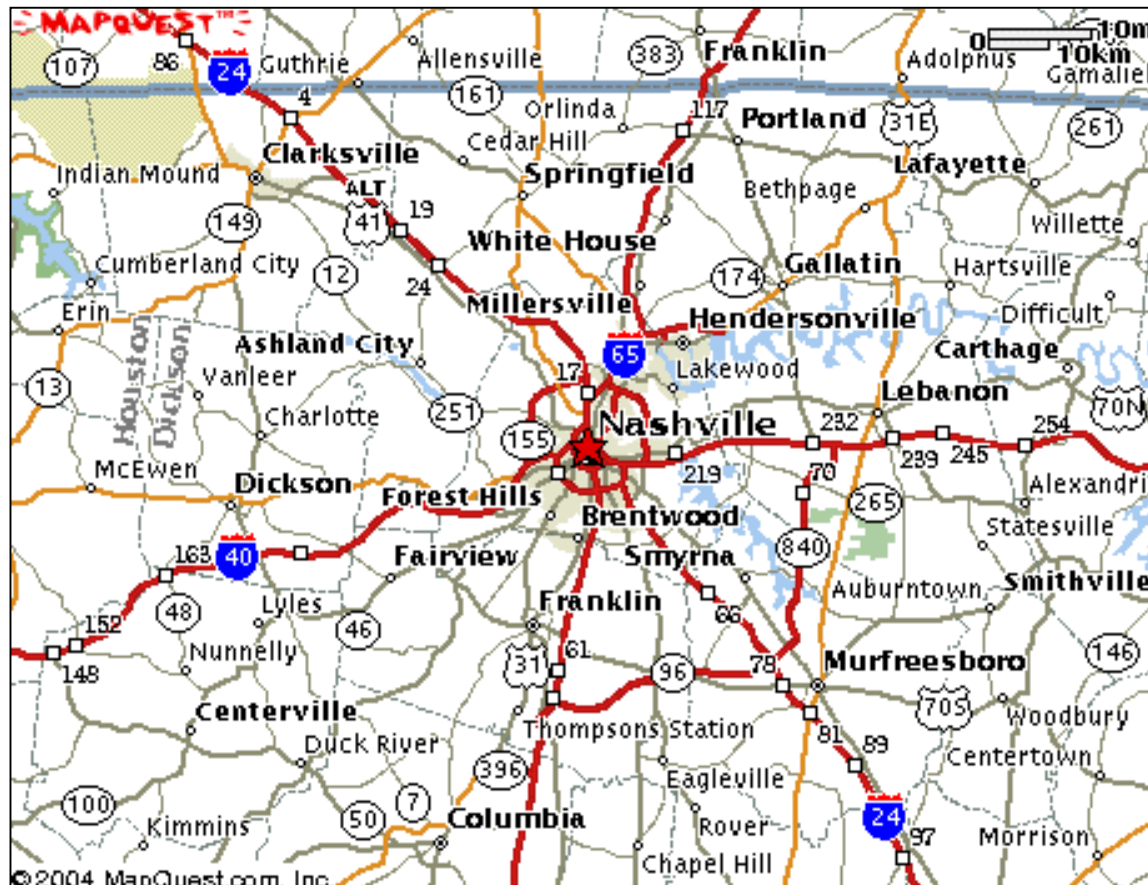 MAPQUEST™
10m
0
10km
107
86
24
Guthrie
Allensville
383
Franklin
Adolphus
Gamalie
4
161
Orlinda
117
Portland
31E
261
Clarksville
Cedar Hill
Indian Mound
Springfield
Lafayette
ALT
41
19
Bethpage
149
White House
Willette
Cumberland City
12
24
174
Gallatin
Hartsville
Erin
Millersville
Hendersonville
Difficult
Houston
Dickson
Ashland City
65
Carthage
13
Vanleer
17
Lakewood
Lebanon
70N
Charlotte
251
155
Nashville
232
254
McEwen
219
70
239
245
Dickson
Forest Hills
265
Alexandri
Brentwood
Statesville
163
40
Fairview
Smyrna
840
Auburntown
Smithville
48
Lyles
Franklin
66
152
46
148
Nunnelly
31
61
96
78
Murfreesboro
146
Centerville
70S
Woodbury
Duck River
Thompsons Station
81
89
Centertown
396
Eagleville
100
7
50
Columbia
24
Kimmins
Rover
97
Morrison
Chapel Hill
©2004 MapQuest.com, Inc